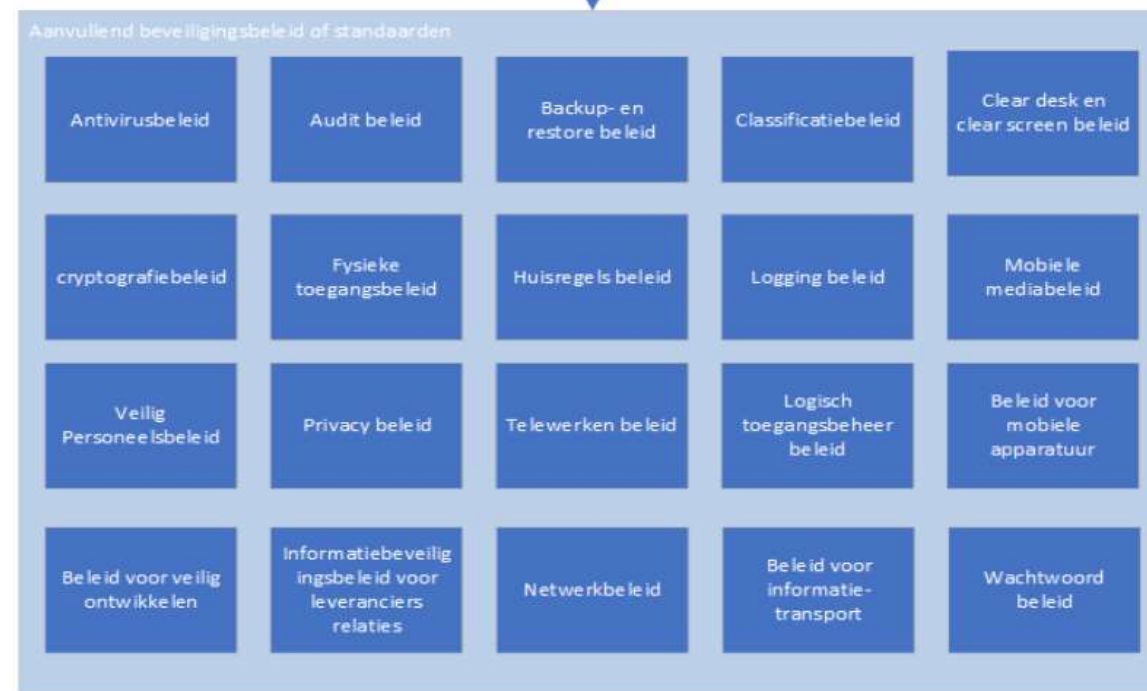 Aanvullend beveiligingsbeleid of standaarden
Antivirusbeleid
Audit beleid
Backup- en
restore beleid
Classificatiebeleid
Clear desk en
clear screen beleid
cryptografiebeleid
Fysieke
toegangsbeleid
Huisregels beleid
Logging beleid
Mobiele
mediabeleid
Veilig
Personeelsbeleid
Privacy beleid
Telewerken beleid
Logisch
toegangsbeheer
beleid
Beleid voor
mobiele
apparatuur
Beleid voor veilig
ontwikkelen
Informatiebeveilig
ingsbeleid voor
leveranciers
relaties
Netwerkbeleid
Beleid voor
informatie-
transport
Wachtwoord
beleid